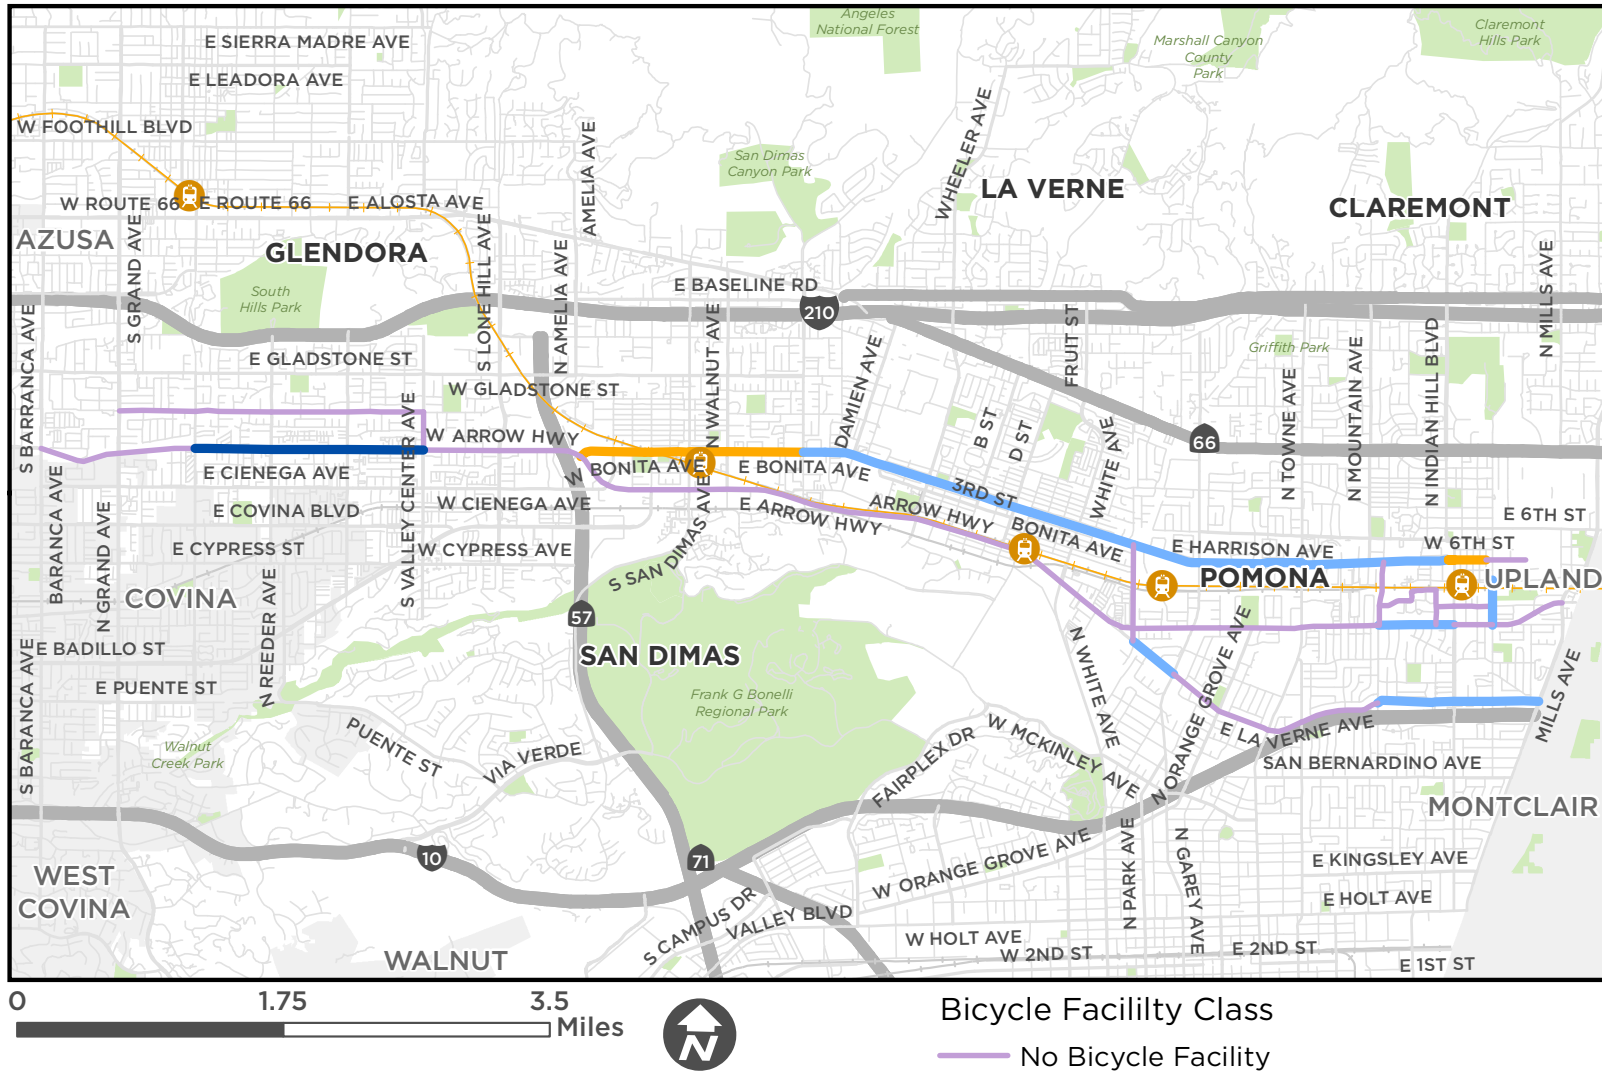 Angeles
National Forest
Claremont
Hills Park
E SIERRA MADRE AVE
Marshall Canyon
County
Park
E LEADORA AVE
W FOOTHILL BLVD
WHEELER AVE
AMELIA AVE
San Dimas
Canyon Park
LA VERNE
W ROUTE 66
E ROUTE 66
E ALOSTA AVE
CLAREMONT
AZUSA
GLENDORA
S GRAND AVE
S LONE HILL AVE
N AMELIA AVE
N MILLS AVE
South
Hills Park
E BASELINE RD
210
S BARRANCA AVE
N WALNUT AVE
FRUIT ST
Griffith Park
E GLADSTONE ST
W GLADSTONE ST
DAMIEN AVE
B ST
D ST
WHITE AVE
N TOWNE AVE
N MOUNTAIN AVE
N INDIAN HILL BLVD
W ARROW HWY
66
E CIENEGA AVE
W BONITA AVE
E BONITA AVE
3RD ST
BARANCA AVE
N GRAND AVE
S VALLEY CENTER AVE
W CIENEGA AVE
E COVINA BLVD
E ARROW HWY
ARROW HWY
BONITA AVE
E 6TH ST
E CYPRESS ST
W CYPRESS AVE
S SAN DIMAS AVE
E HARRISON AVE
W 6TH ST
COVINA
N REEDER AVE
POMONA
UPLAND
57
E BADILLO ST
SAN DIMAS
N WHITE AVE
N ORANGE GROVE AVE
MILLS AVE
S BARANCA AVE
E PUENTE ST
Frank G Bonelli
Regional Park
PUENTE ST
VIA VERDE
FAIRPLEX DR
W MCKINLEY AVE
E LA VERNE AVE
Walnut
Creek Park
SAN BERNARDINO AVE
MONTCLAIR
10
71
W ORANGE GROVE AVE
N PARK AVE
N GAREY AVE
E KINGSLEY AVE
WEST
COVINA
E HOLT AVE
S CAMPUS DR
VALLEY BLVD
W HOLT AVE
WALNUT
W 2ND ST
E 2ND ST
E 1ST ST
0 1.75 3.5
Miles
N
Bicycle Facililty Class
No Bicycle Facility